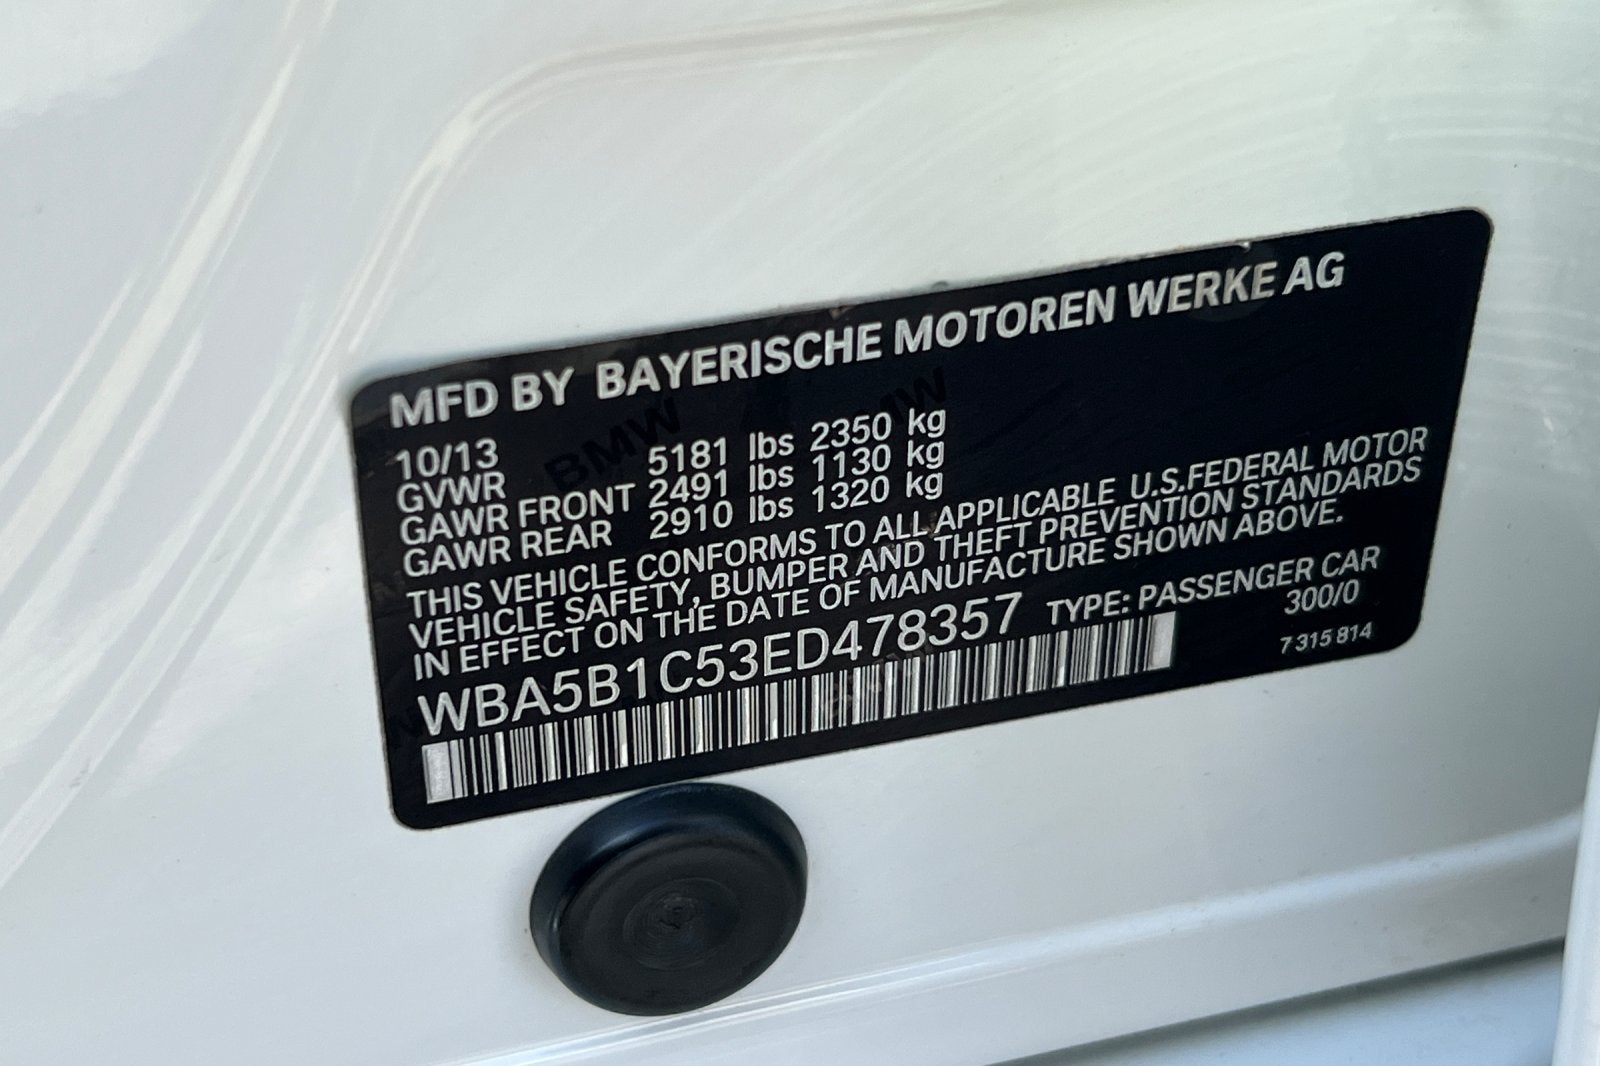 MFD BY BAYERISCHE MOTOREN WERKE AG
10/13
GVWR 5181 lbs 2350 kg
GAWR FRONT 2491 lbs 1130 kg
GAWR REAR 2910 lbs 1320 kg
THIS VEHICLE CONFORMS TO ALL APPLICABLE U.S.FEDERAL MOTOR
VEHICLE SAFETY, BUMPER AND THEFT PREVENTION STANDARDS
IN EFFECT ON THE DATE OF MANUFACTURE SHOWN ABOVE.
WBA5B1C53ED478357 TYPE: PASSENGER CAR
300/0
7 315 814
BMW
BMW